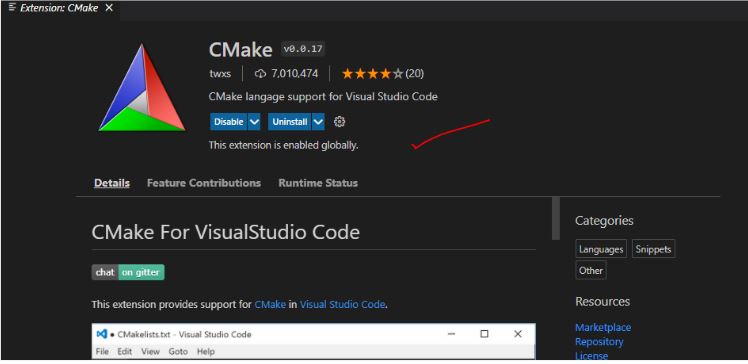 Extension: CMake
CMake v0.0.17
twxs 7,010,474 (20)
CMake langage support for Visual Studio Code
Disable Uninstall
This extension is enabled globally.
Details Feature Contributions Runtime Status
CMake For VisualStudio Code
chat on gitter
This extension provides support for CMake in Visual Studio Code.
● CMakelists.txt - Visual Studio Code
File Edit View Goto Help
Categories
Languages Snippets
Other
Resources
Marketplace
Repository
License